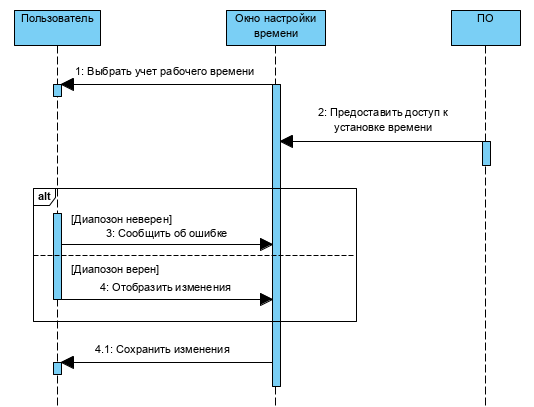 Пользователь
Окно настройки
времени
ПО
1: Выбрать учет рабочего времени
2: Предоставить доступ к
установке времени
alt
[Диапозон неверен]
3: Сообщить об ошибке
[Диапозон верен]
4: Отобразить изменения
4.1: Сохранить изменения